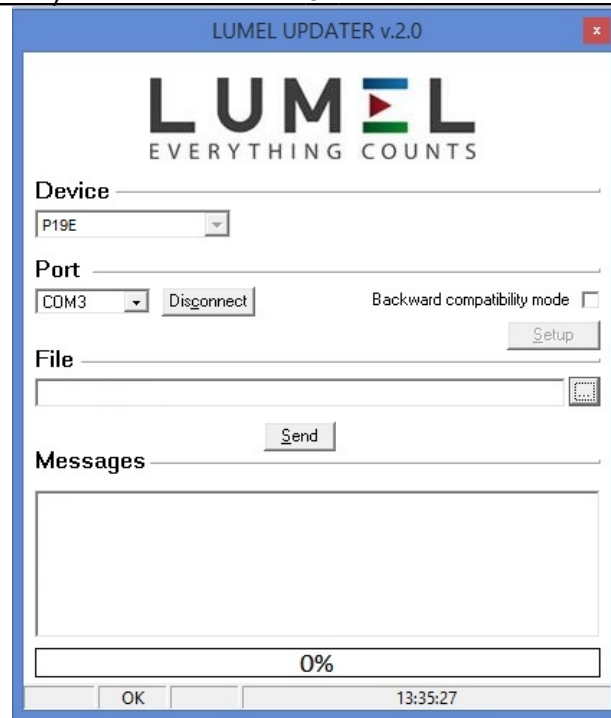 LUMEL UPDATER v.2.0
x
LUMEL
EVERYTHING COUNTS
Device
P19E
Port
COM3 Disconnect Backward compatibility mode
Setup
File
...
Send
Messages
0%
OK 13:35:27